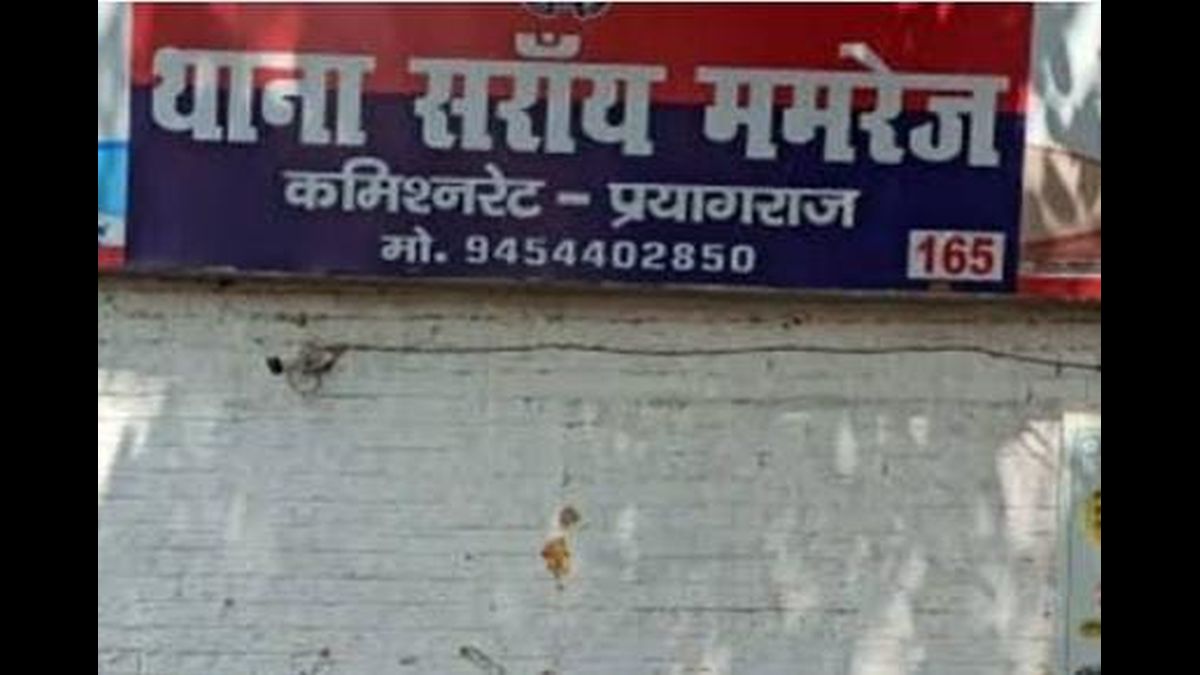 थाना सराँय ममरेज
कमिश्नरेट - प्रयागराज
मो. 9454402850
165